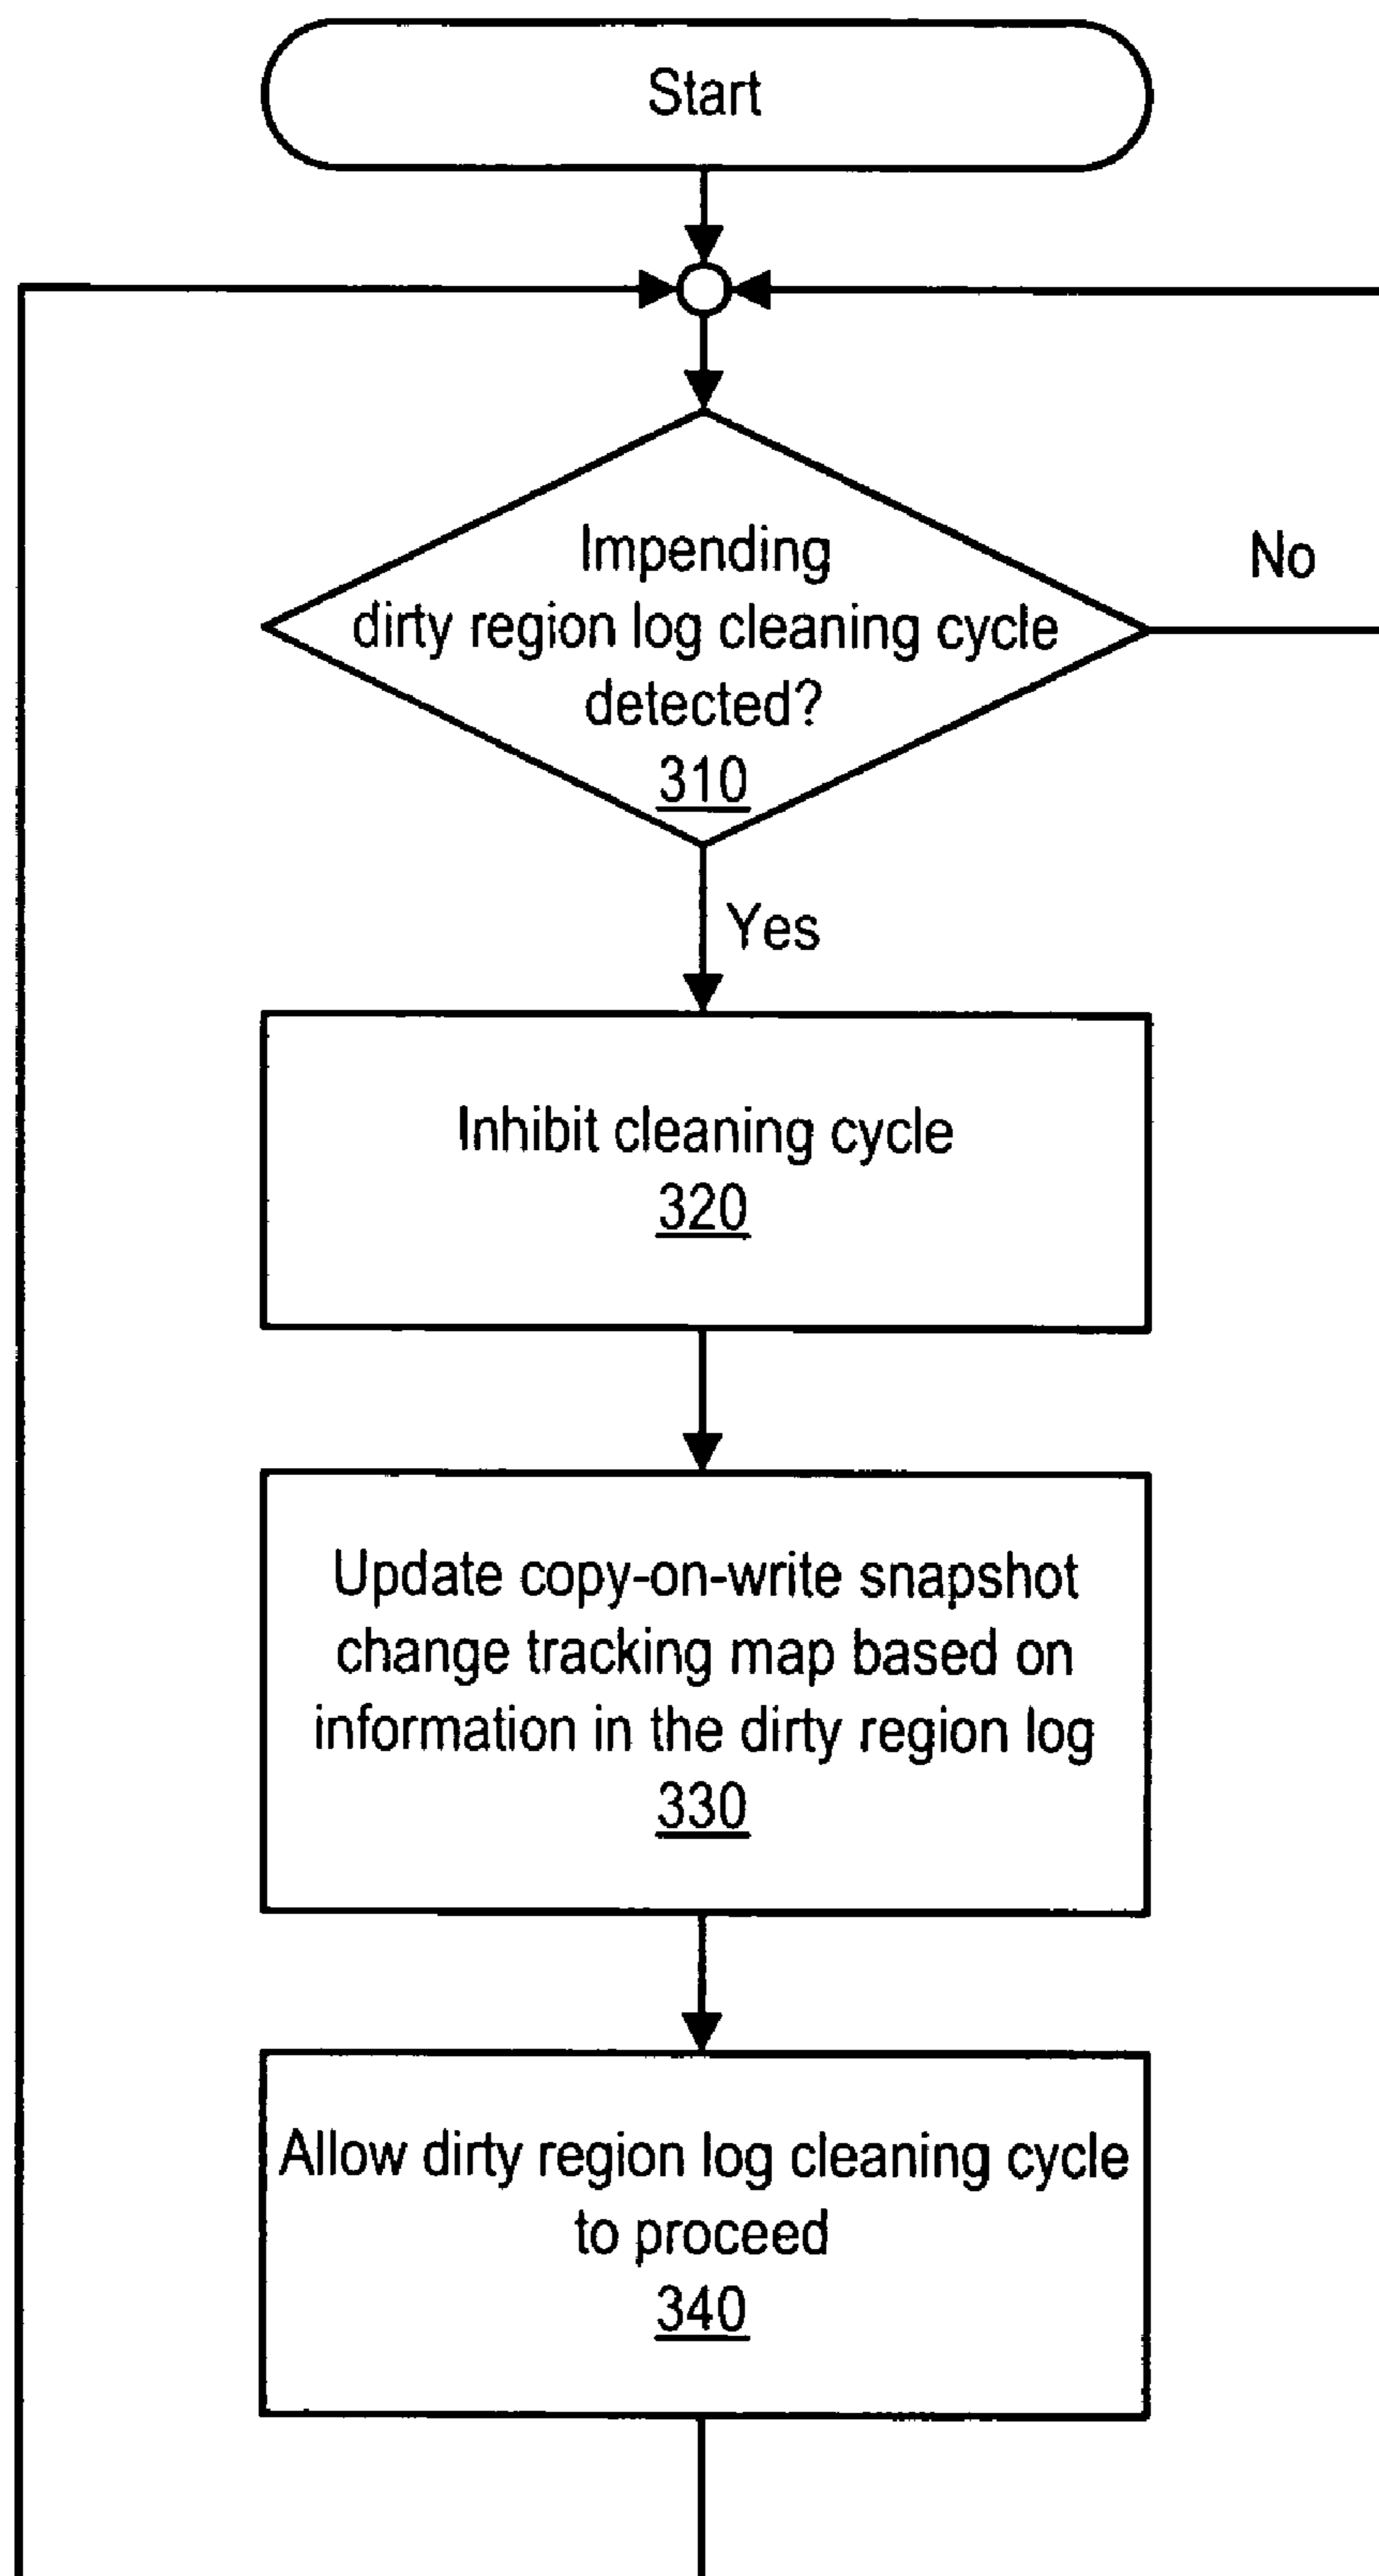 Start
Impending
dirty region log cleaning cycle
detected?
310
No
Yes
Inhibit cleaning cycle
320
Update copy-on-write snapshot
change tracking map based on
information in the dirty region log
330
Allow dirty region log cleaning cycle
to proceed
340